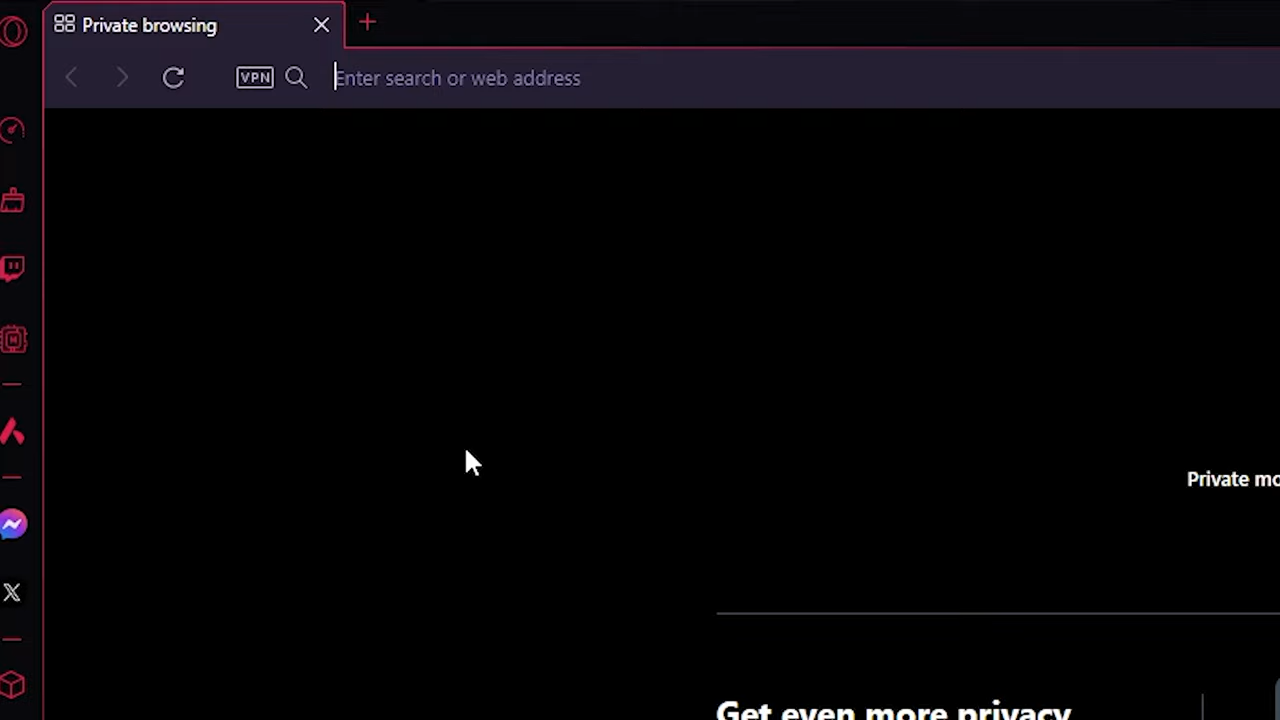 Private browsing
VPN
Enter search or web address
Private mo
Get even more privacy